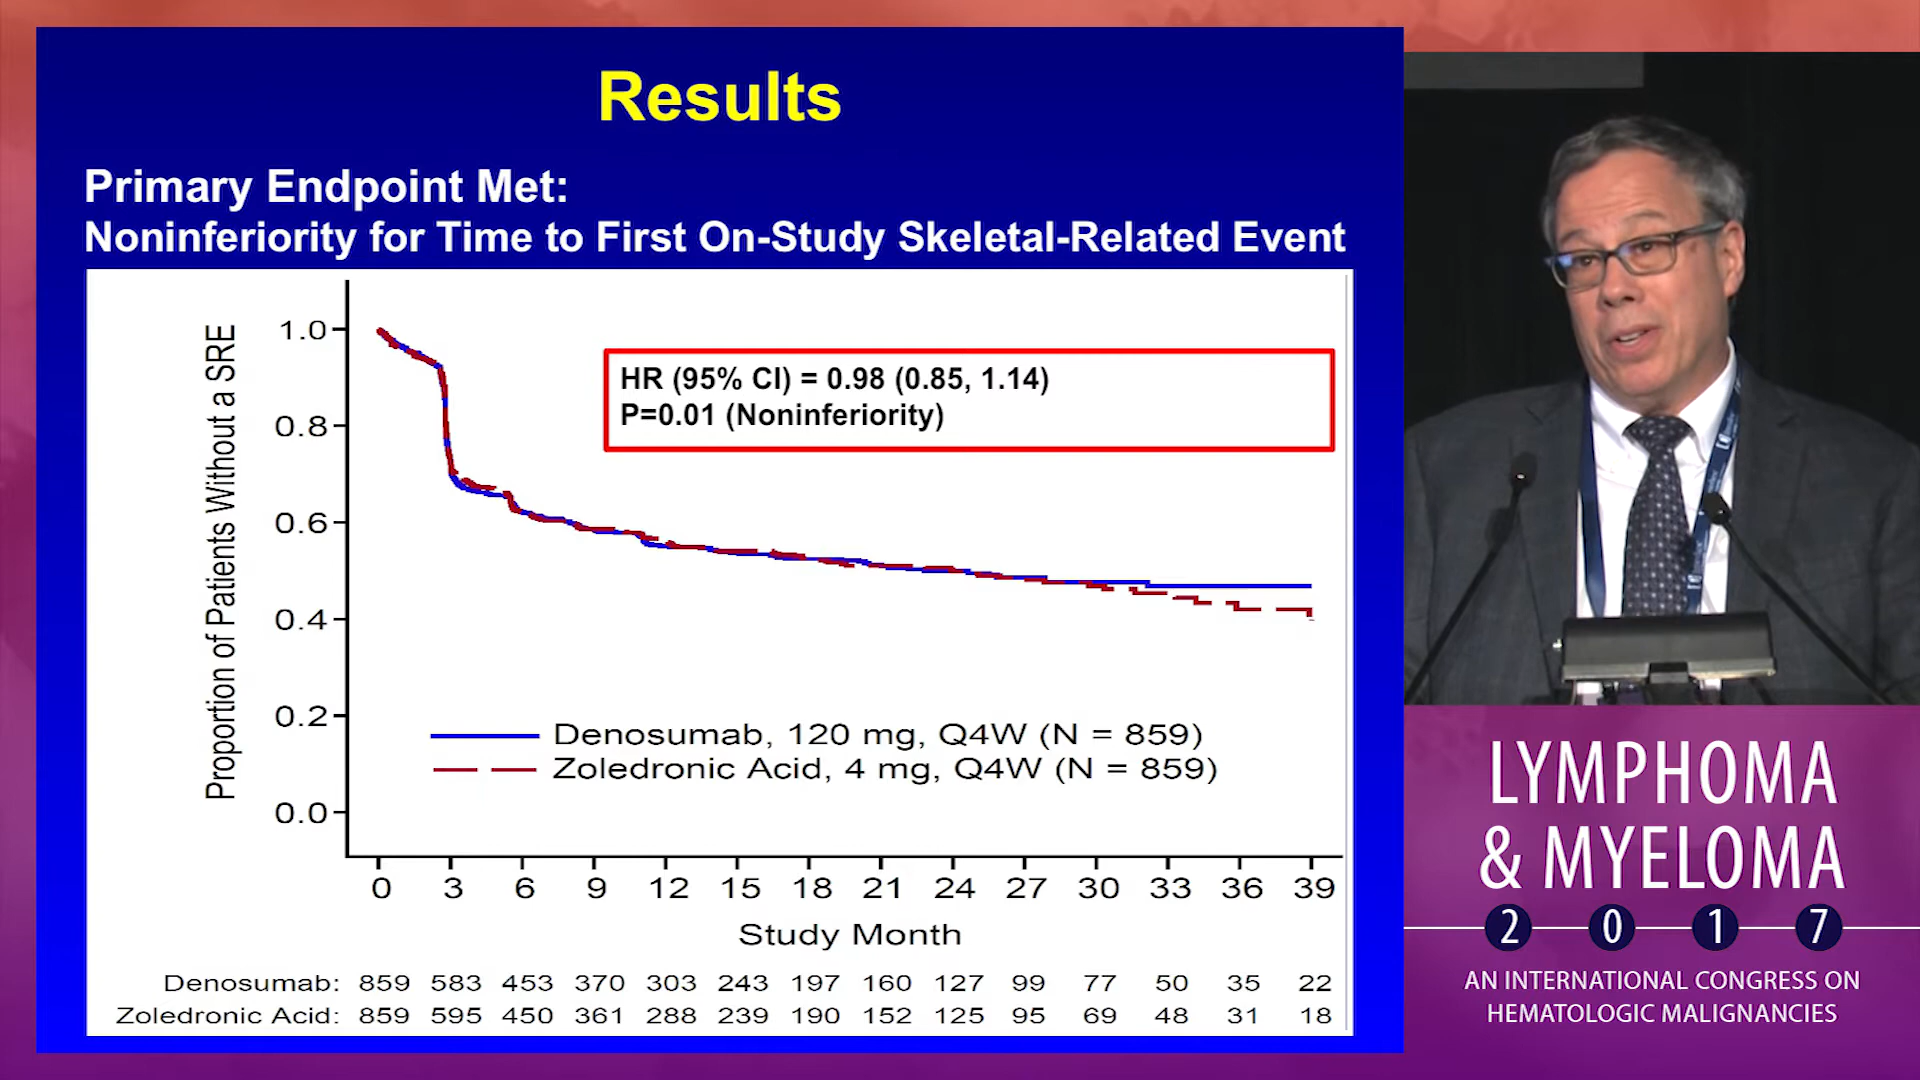 Results
Primary Endpoint Met:
Noninferiority for Time to First On-Study Skeletal-Related Event
Proportion of Patients Without a SRE
1.0
0.8
0.6
0.4
0.2
0.0
HR (95% CI) = 0.98 (0.85, 1.14)
P=0.01 (Noninferiority)
Denosumab, 120 mg, Q4W (N = 859)
Zoledronic Acid, 4 mg, Q4W (N = 859)
0 3 6 9 12 15 18 21 24 27 30 33 36 39
Study Month
Denosumab: 859 583 453 370 303 243 197 160 127 99 77 50 35 22
Zoledronic Acid: 859 595 450 361 288 239 190 152 125 95 69 48 31 18
LYMPHOMA
& MYELOMA
2 0 1 7
AN INTERNATIONAL CONGRESS ON
HEMATOLOGIC MALIGNANCIES